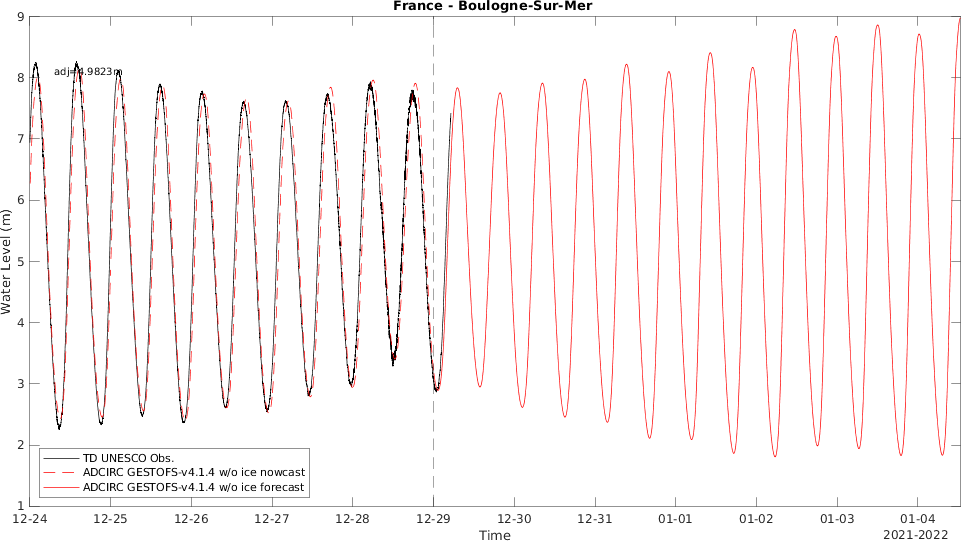 France - Boulogne-Sur-Mer
9
8
7
6
5
4
3
2
1
Water Level (m)
adj=4.9823m
TD UNESCO Obs.
ADCIRC GESTOFS-v4.1.4 w/o ice nowcast
ADCIRC GESTOFS-v4.1.4 w/o ice forecast
12-24 12-25 12-26 12-27 12-28 12-29 12-30 12-31 01-01 01-02 01-03 01-04
Time
2021-2022